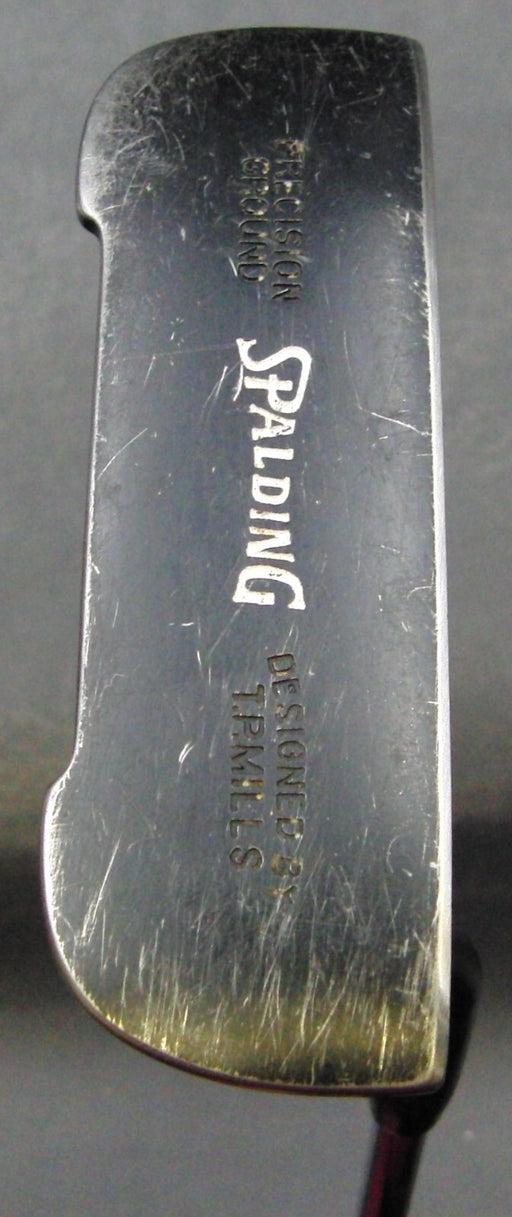 PRECISION
GROUND
SPALDING
DESIGNED BY
T.P.MILLS